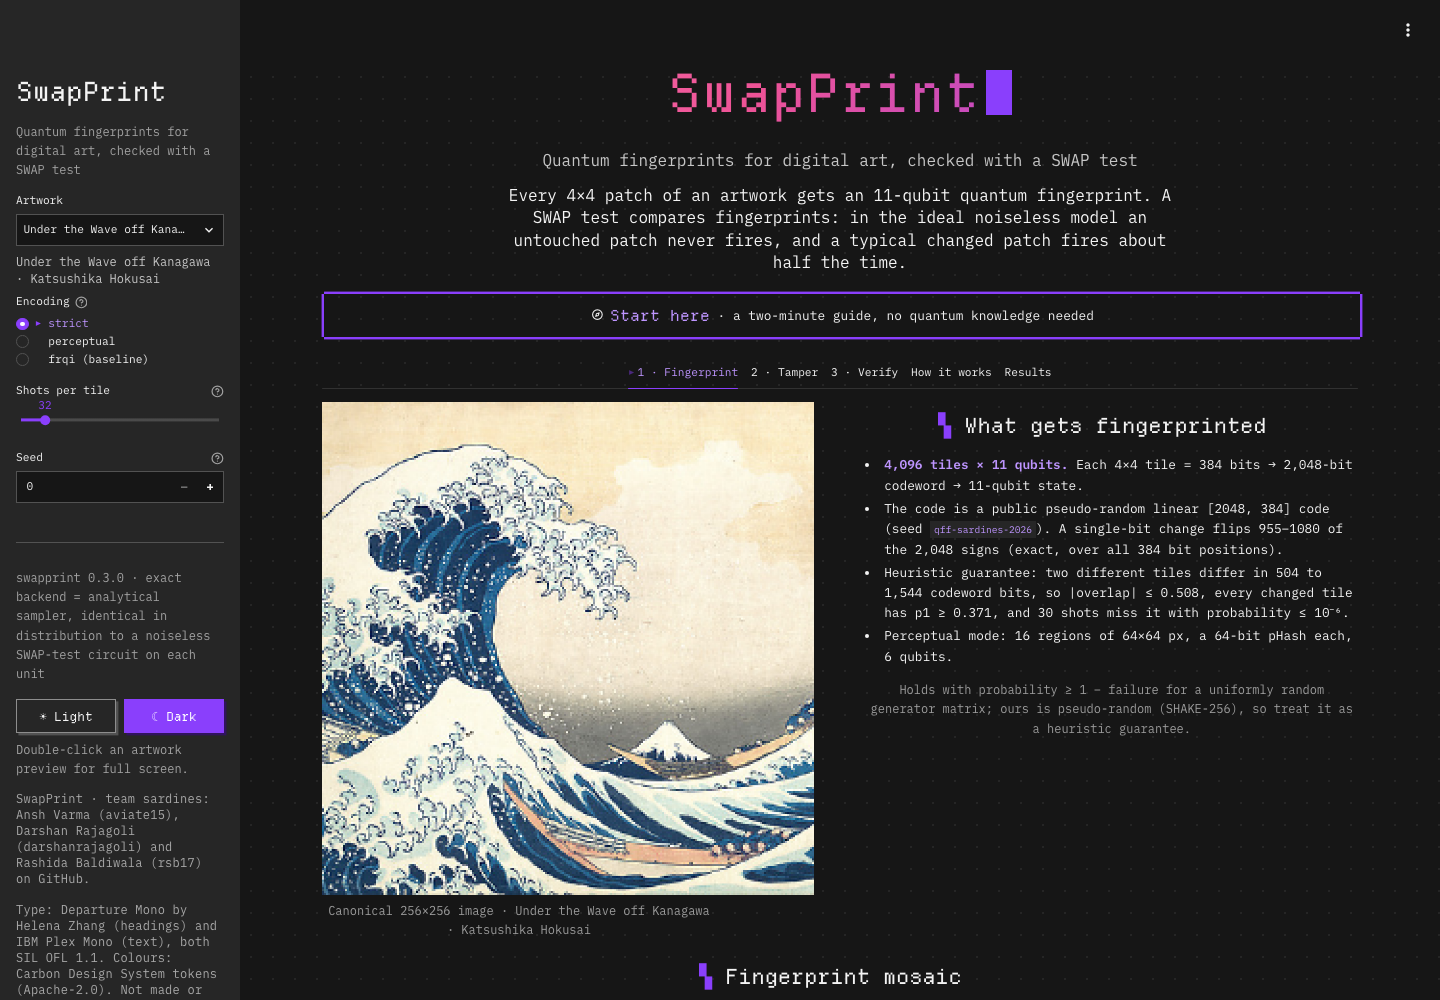 SwapPrint
Quantum fingerprints for
digital art, checked with a
SWAP test
Artwork
Under the Wave off Kana…
Under the Wave off Kanagawa
· Katsushika Hokusai
Encoding
▸ strict
perceptual
frqi (baseline)
Shots per tile
32
Seed
0
− +
swapprint 0.3.0 · exact
backend = analytical
sampler, identical in
distribution to a noiseless
SWAP-test circuit on each
unit
☀ Light
☾ Dark
Double-click an artwork
preview for full screen.
SwapPrint · team sardines:
Ansh Varma (aviate15),
Darshan Rajagoli
(darshanrajagoli) and
Rashida Baldiwala (rsb17)
on GitHub.
Type: Departure Mono by
Helena Zhang (headings) and
IBM Plex Mono (text), both
SIL OFL 1.1. Colours:
Carbon Design System tokens
(Apache-2.0). Not made or
SwapPrint
Quantum fingerprints for digital art, checked with a SWAP test
Every 4×4 patch of an artwork gets an 11-qubit quantum fingerprint. A
SWAP test compares fingerprints: in the ideal noiseless model an
untouched patch never fires, and a typical changed patch fires about
half the time.
Start here · a two-minute guide, no quantum knowledge needed
▸ 1 · Fingerprint 2 · Tamper 3 · Verify How it works Results
Canonical 256×256 image · Under the Wave off Kanagawa
· Katsushika Hokusai
What gets fingerprinted
• 4,096 tiles × 11 qubits. Each 4×4 tile = 384 bits → 2,048-bit
codeword → 11-qubit state.
• The code is a public pseudo-random linear [2048, 384] code
(seed qff-sardines-2026). A single-bit change flips 955–1080 of
the 2,048 signs (exact, over all 384 bit positions).
• Heuristic guarantee: two different tiles differ in 504 to
1,544 codeword bits, so |overlap| ≤ 0.508, every changed tile
has p1 ≥ 0.371, and 30 shots miss it with probability ≤ 10⁻⁶.
• Perceptual mode: 16 regions of 64×64 px, a 64-bit pHash each,
6 qubits.
Holds with probability ≥ 1 − failure for a uniformly random
generator matrix; ours is pseudo-random (SHAKE-256), so treat it as
a heuristic guarantee.
Fingerprint mosaic